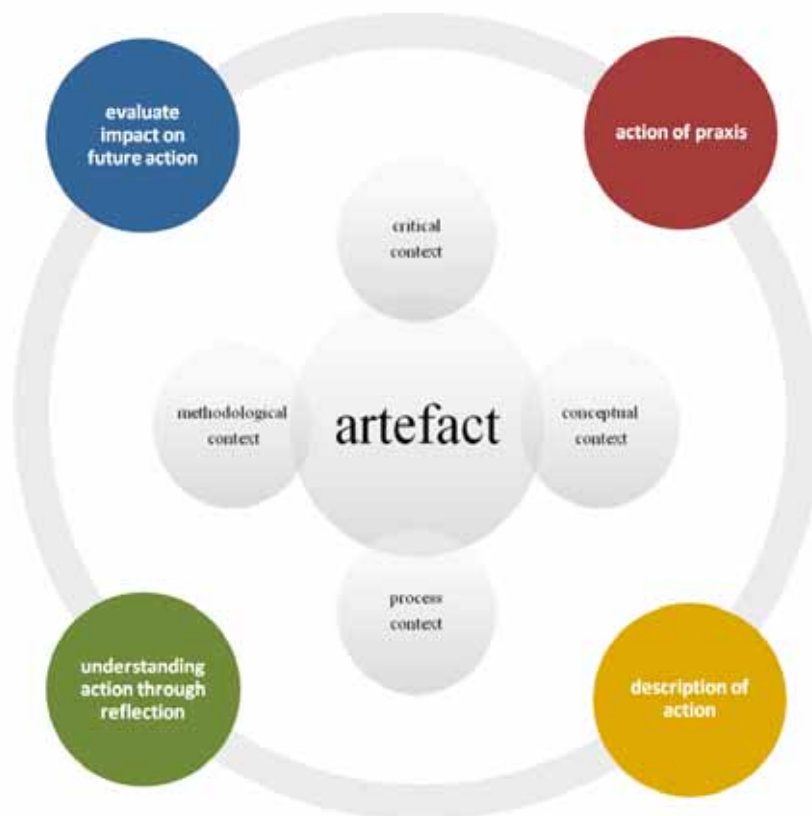 evaluate
impact on
future action
action of praxis
critical
context
methodological
context
artefact
conceptual
context
process
context
understanding
action through
reflection
description of
action